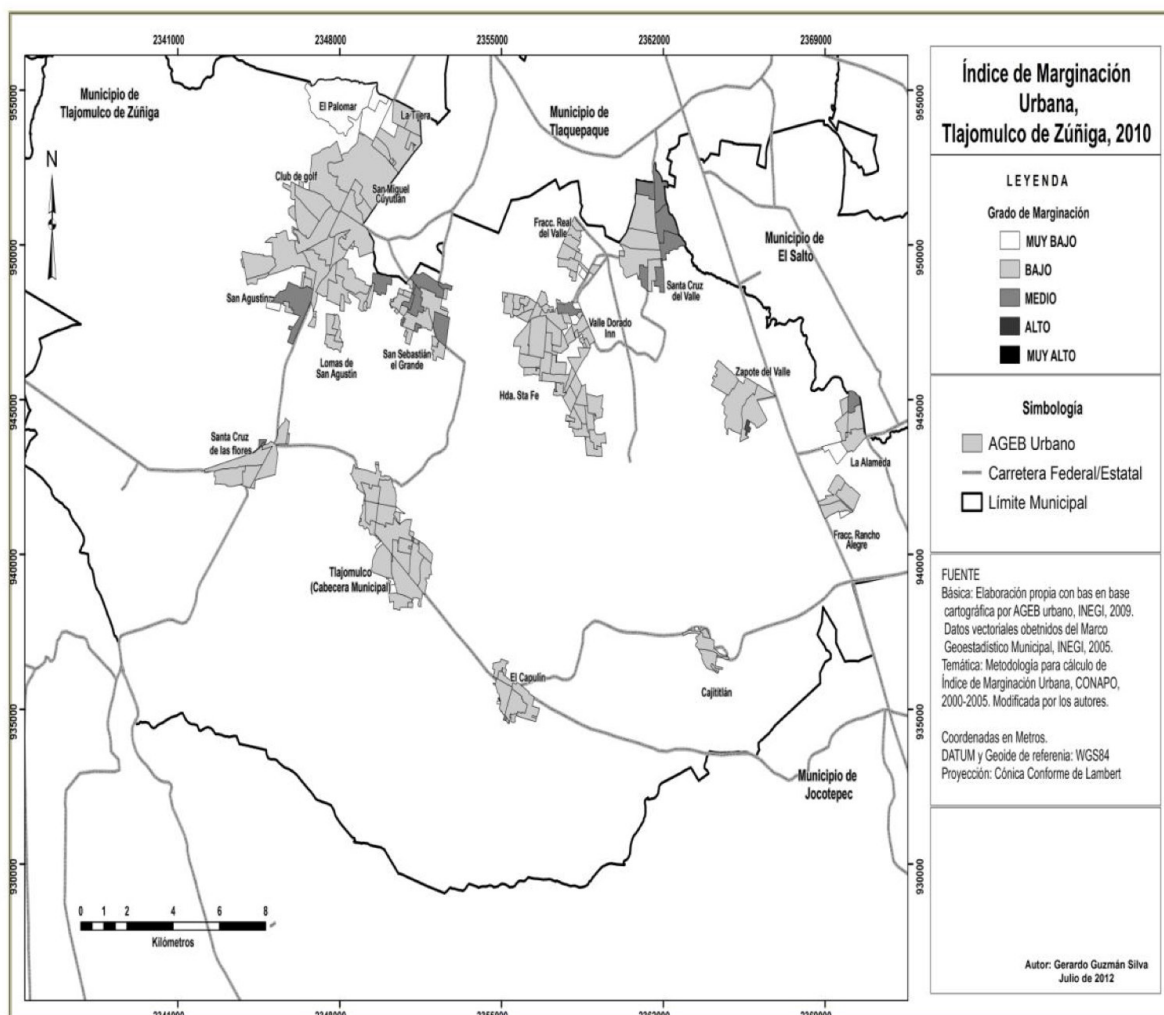 2341000
2348000
2355000
2362000
2369000
955000
950000
945000
940000
935000
930000
955000
950000
945000
940000
935000
930000
Municipio de
Tlajomulco de Zúñiga
El Palomar
La Tijera
Municipio de
Tlaquepaque
N
Club de golf
San Miguel
Cuyutlán
Fracc. Real
del Valle
Municipio de
El Salto
San Agustín
Santa Cruz
del Valle
Lomas de
San Agustin
San Sebastián
el Grande
Valle Dorado
Inn
Hda. Sta Fe
Zapote del Valle
Santa Cruz
de las flores
La Alameda
Fracc. Rancho
Alegre
Tlajomulco
(Cabecera Municipal)
El Capulín
Cajititlán
Municipio de
Jocotepec
0 1 2 4 6 8
Kilómetros
Índice de Marginación
Urbana,
Tlajomulco de Zúñiga, 2010
LEYENDA
Grado de Marginación
MUY BAJO
BAJO
MEDIO
ALTO
MUY ALTO
Simbología
AGEB Urbano
Carretera Federal/Estatal
Límite Municipal
FUENTE
Básica: Elaboración propia con bas en base
cartográfica por AGEB urbano, INEGI, 2009.
Datos vectoriales obetnidos del Marco
Geoestadístico Municipal, INEGI, 2005.
Temática: Metodología para cálculo de
Índice de Marginación Urbana, CONAPO,
2000-2005. Modificada por los autores.
Coordenadas en Metros.
DATUM y Geoide de referenia: WGS84
Proyección: Cónica Conforme de Lambert
Autor: Gerardo Guzmán Silva
Julio de 2012